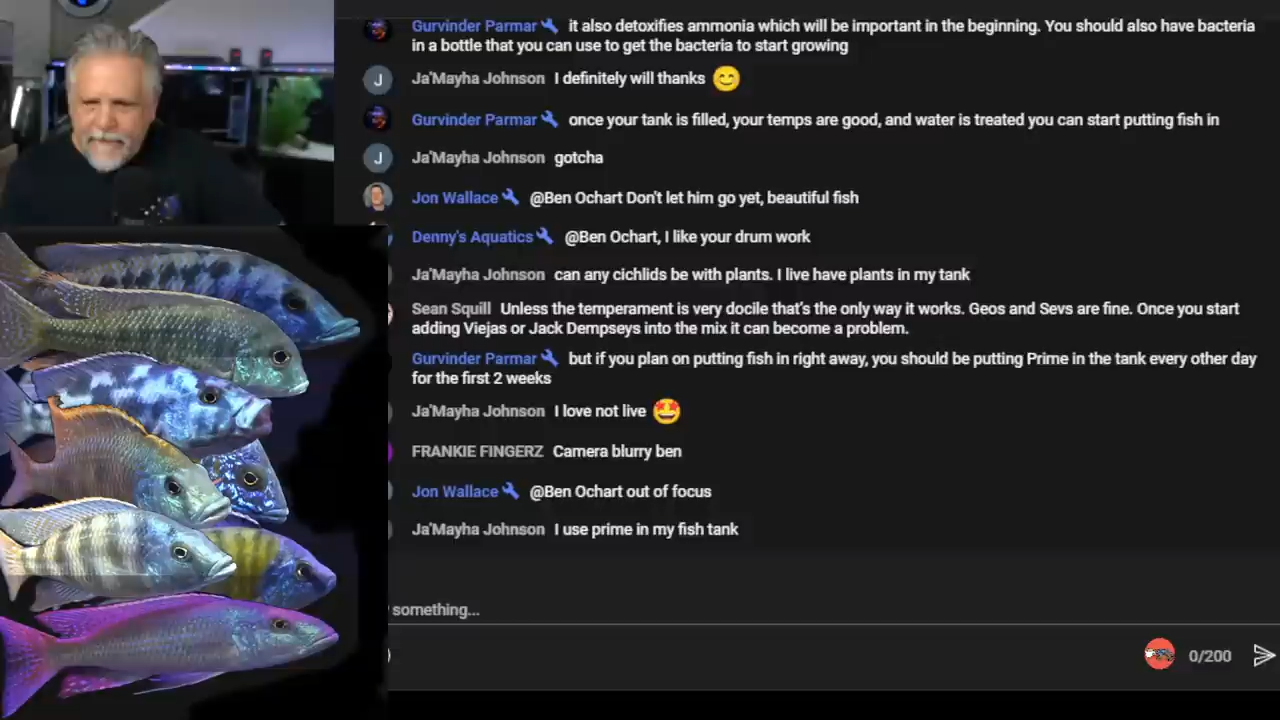 Gurvinder Parmar it also detoxifies ammonia which will be important in the beginning. You should also have bacteria
in a bottle that you can use to get the bacteria to start growing
J Ja'Mayha Johnson I definitely will thanks 😊
Gurvinder Parmar once your tank is filled, your temps are good, and water is treated you can start putting fish in
J Ja'Mayha Johnson gotcha
Jon Wallace @Ben Ochart Don't let him go yet, beautiful fish
Denny's Aquatics @Ben Ochart, I like your drum work
Ja'Mayha Johnson can any cichlids be with plants. I live have plants in my tank
Sean Squill Unless the temperament is very docile that's the only way it works. Geos and Sevs are fine. Once you start
adding Viejas or Jack Dempseys into the mix it can become a problem.
Gurvinder Parmar but if you plan on putting fish in right away, you should be putting Prime in the tank every other day
for the first 2 weeks
Ja'Mayha Johnson I love not live 🤩
FRANKIE FINGERZ Camera blurry ben
Jon Wallace @Ben Ochart out of focus
Ja'Mayha Johnson I use prime in my fish tank
something...
0/200